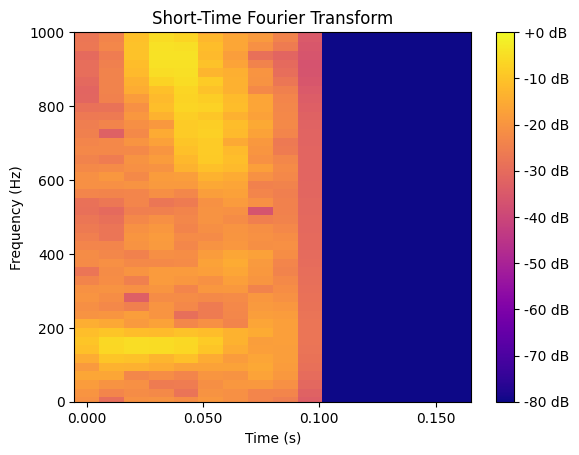 Short-Time Fourier Transform
1000
800
600
400
200
0
Frequency (Hz)
0.000
0.050
0.100
0.150
Time (s)
+0 dB
-10 dB
-20 dB
-30 dB
-40 dB
-50 dB
-60 dB
-70 dB
-80 dB